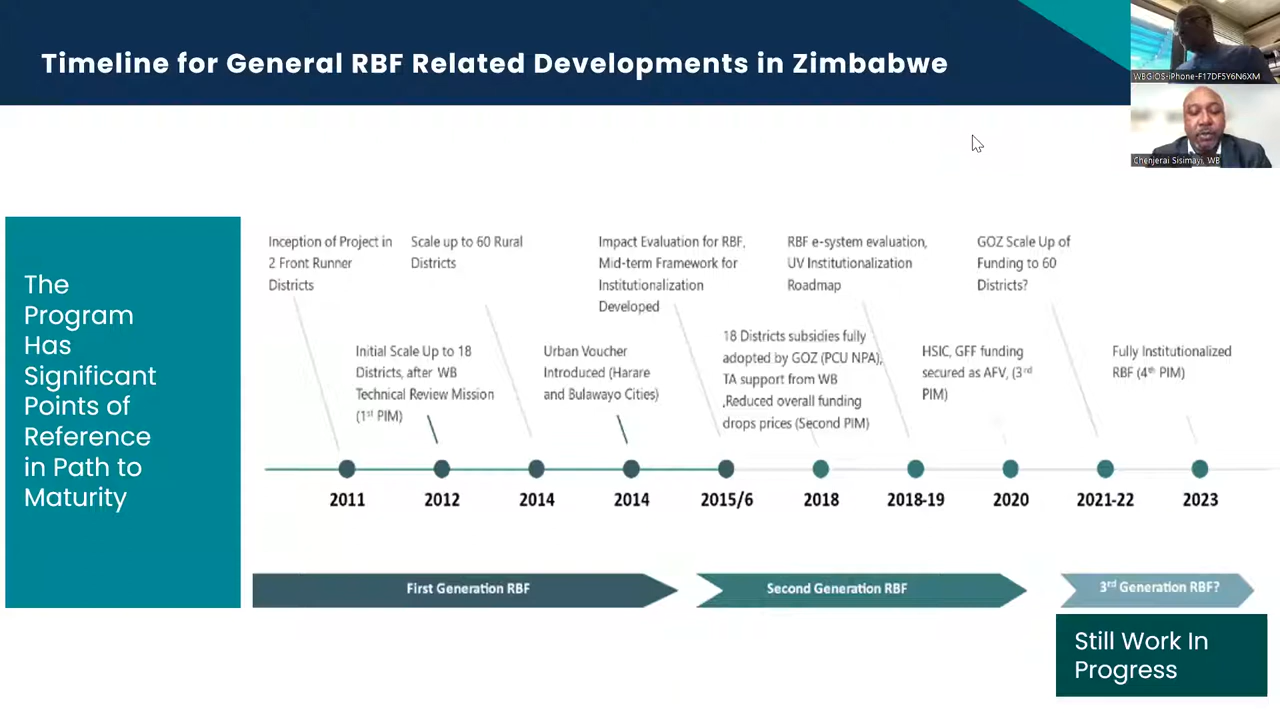 Timeline for General RBF Related Developments in Zimbabwe
WBGiOS-iPhone-F17DF5Y6N6XM
Chenjerai Sisimayi, WB
The
Program
Has
Significant
Points of
Reference
in Path to
Maturity
Inception of Project in
2 Front Runner
Districts
Scale up to 60 Rural
Districts
Impact Evaluation for RBF,
Mid-term Framework for
Institutionalization
Developed
RBF e-system evaluation,
UV Institutionalization
Roadmap
GOZ Scale Up of
Funding to 60
Districts?
Initial Scale Up to 18
Districts, after WB
Technical Review Mission
(1st PIM)
Urban Voucher
Introduced (Harare
and Bulawayo Cities)
18 Districts subsidies fully
adopted by GOZ (PCU NPA),
TA support from WB
,Reduced overall funding
drops prices (Second PIM)
HSIC, GFF funding
secured as AFV, (3rd
PIM)
Fully Institutionalized
RBF (4th PIM)
2011
2012
2014
2014
2015/6
2018
2018-19
2020
2021-22
2023
First Generation RBF
Second Generation RBF
3rd Generation RBF?
Still Work In
Progress